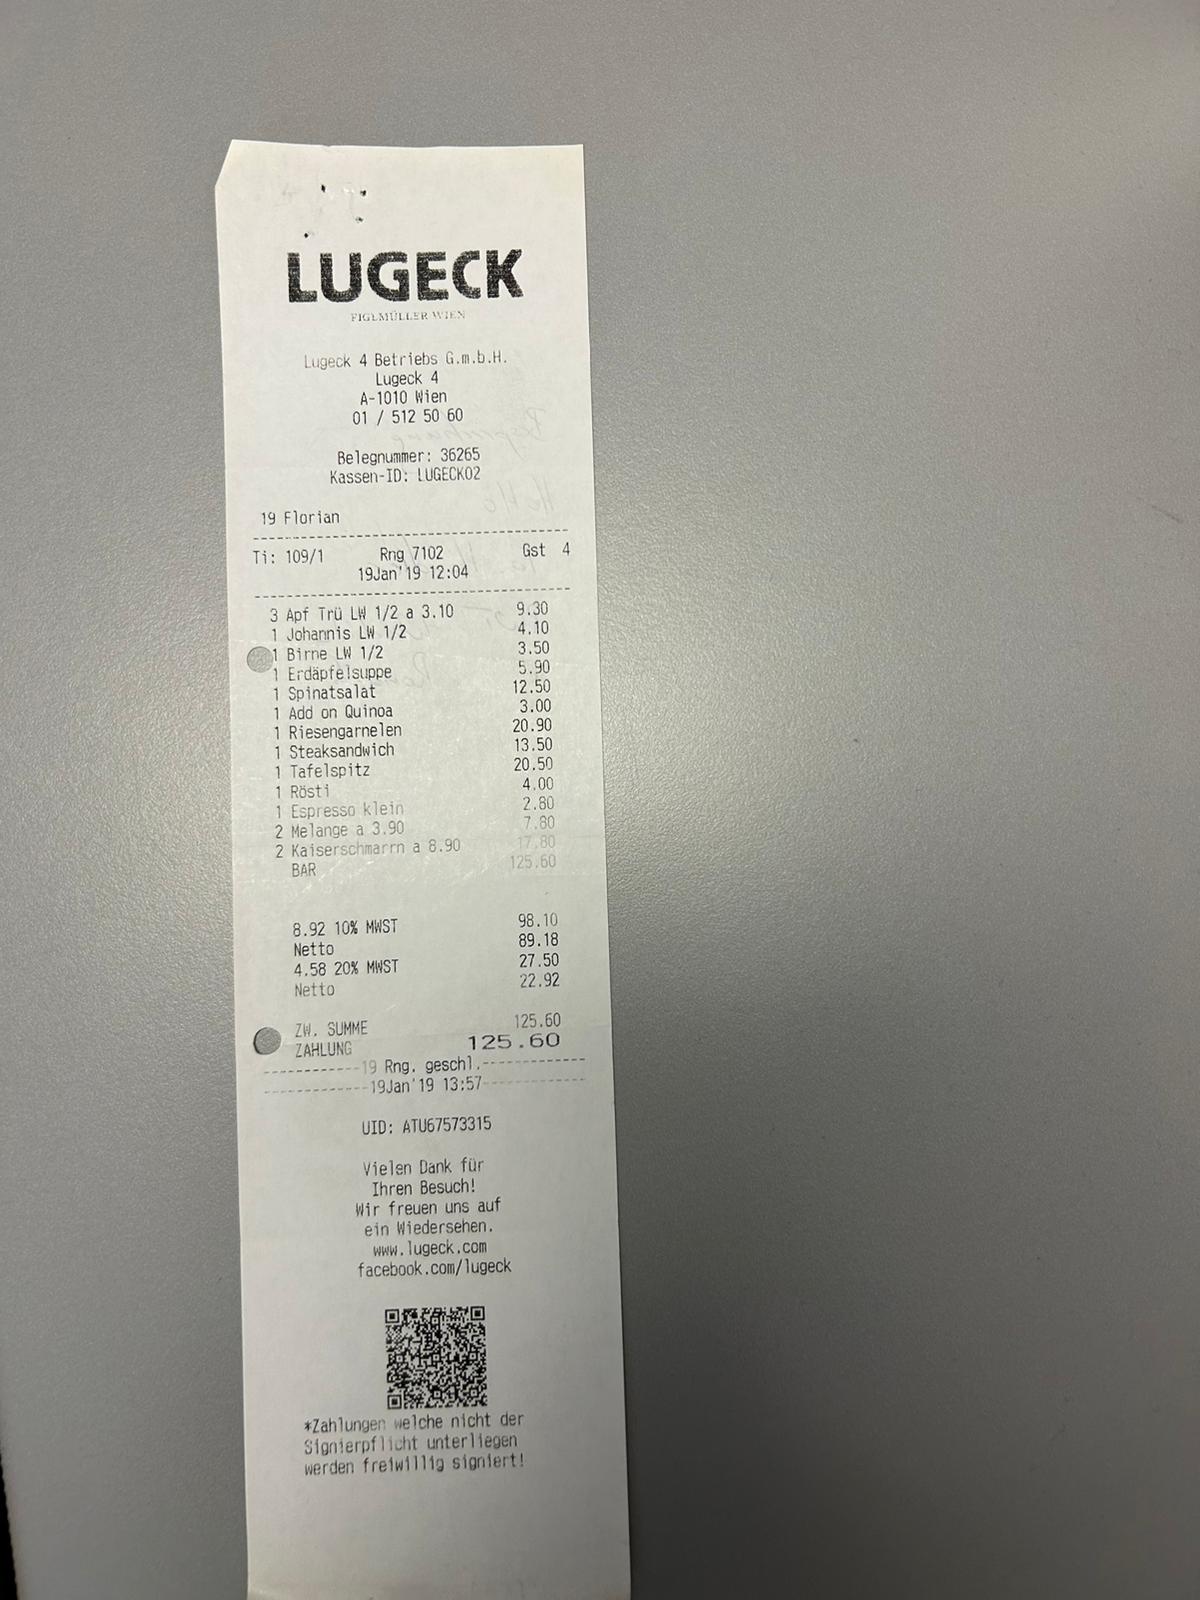 LUGECK
FIGLMÜLLER WIEN
Lugeck 4 Betriebs G.m.b.H.
Lugeck 4
A-1010 Wien
01 / 512 50 60
Belegnummer: 36265
Kassen-ID: LUGECK02
19 Florian
Ti: 109/1 Rng 7102 Gst 4
19Jan'19 12:04
3 Apf Trü LW 1/2 a 3.10 9.30
1 Johannis LW 1/2 4.10
1 Birne LW 1/2 3.50
1 Erdäpfelsuppe 5.90
1 Spinatsalat 12.50
1 Add on Quinoa 3.00
1 Riesengarnelen 20.90
1 Steaksandwich 13.50
1 Tafelspitz 20.50
1 Rösti 4.00
1 Espresso klein 2.80
2 Melange a 3.90 7.80
2 Kaiserschmarrn a 8.90 17.80
BAR 125.60
8.92 10% MWST 98.10
Netto 89.18
4.58 20% MWST 27.50
Netto 22.92
ZW. SUMME 125.60
ZAHLUNG 125.60
19 Rng. geschl.
19Jan'19 13:57
UID: ATU67573315
Vielen Dank für
Ihren Besuch!
Wir freuen uns auf
ein Wiedersehen.
www.lugeck.com
facebook.com/lugeck
*Zahlungen welche nicht der
Signierpflicht unterliegen
werden freiwillig signiert!